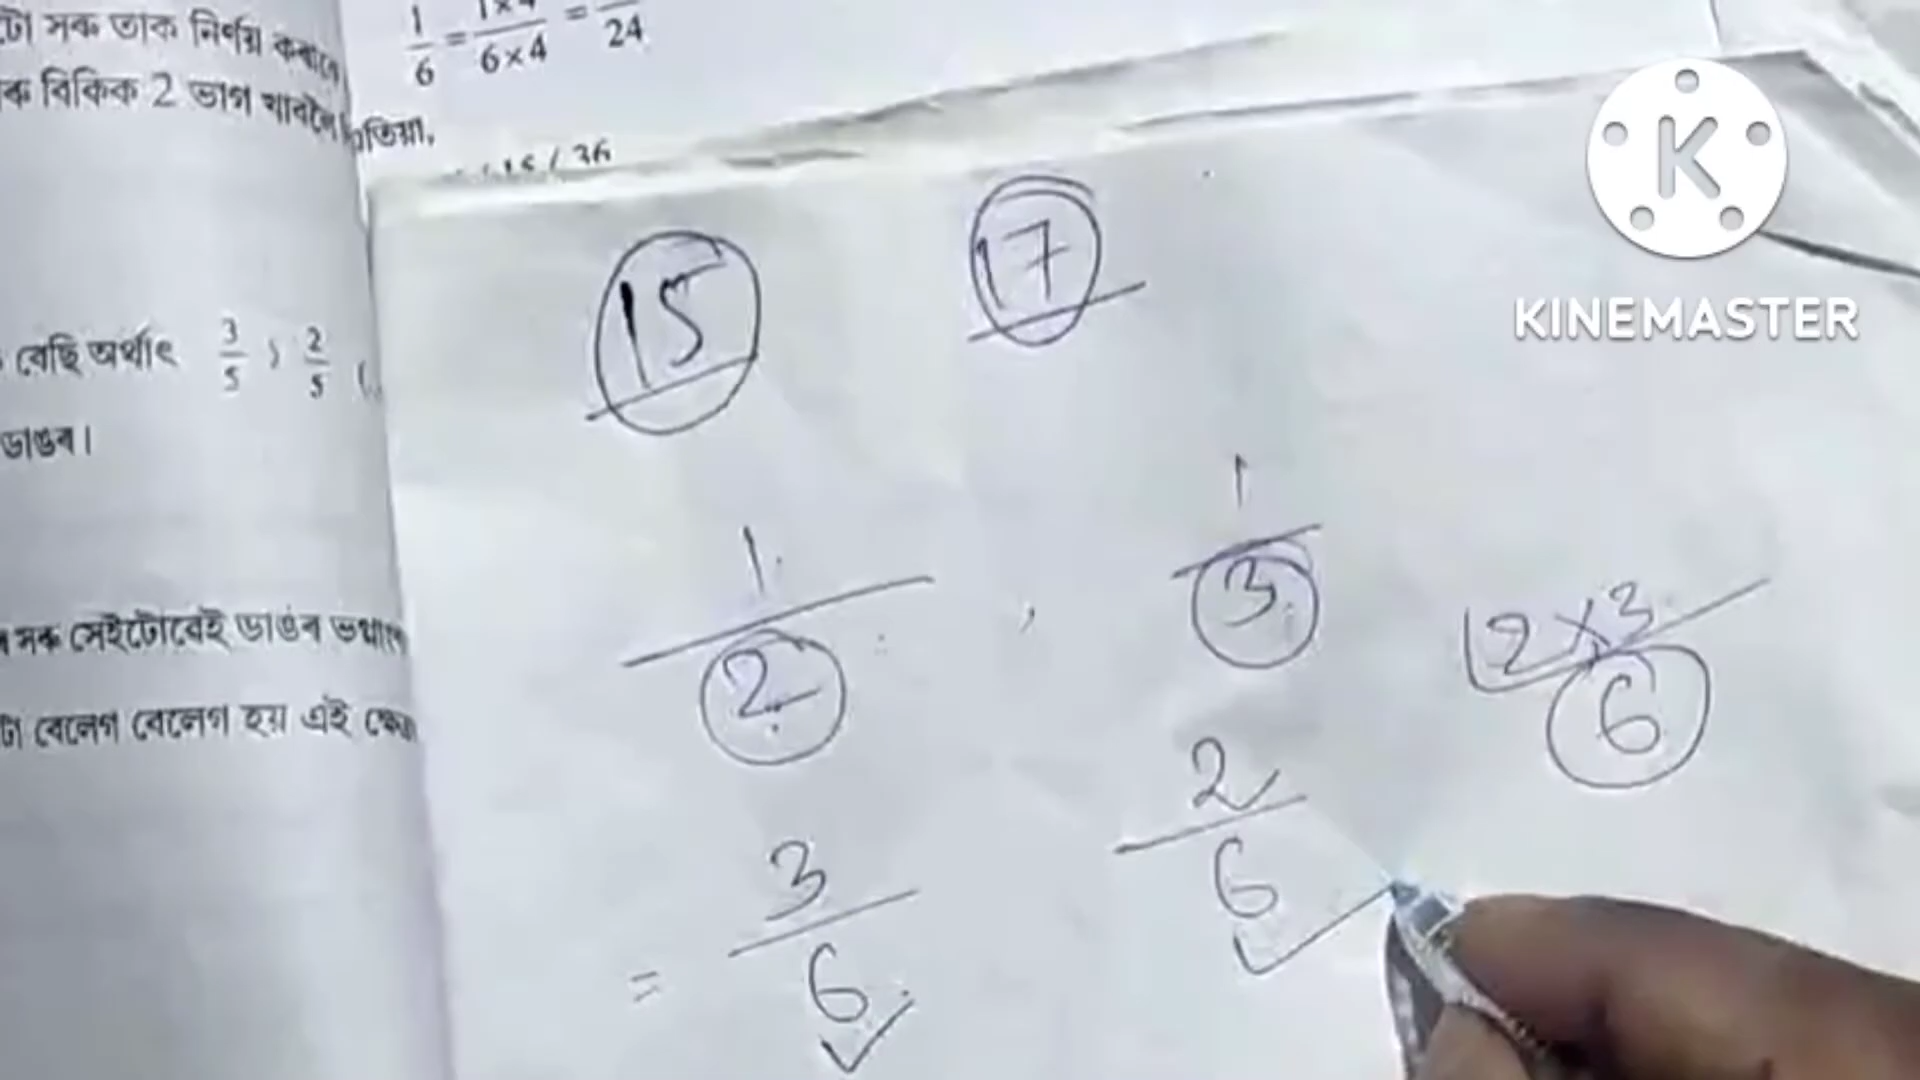 টো সৰু তাক নিৰ্ণয়
বিকিক 2 ভাগ খাবলৈ
বেছি অৰ্থাৎ 3/5 > 2/5 (
ডাঙৰ।
সৰু সেইটোৱেই ডাঙৰ ভগ্নাংশ
টা বেলেগ বেলেগ হয় এই ক্ষেত্ৰ
1/6 = 1×4/6×4 = /24
15 / 36
15 17
1/2 , 1/3
12×3
6
= 3/6 2/6
K
KINEMASTER